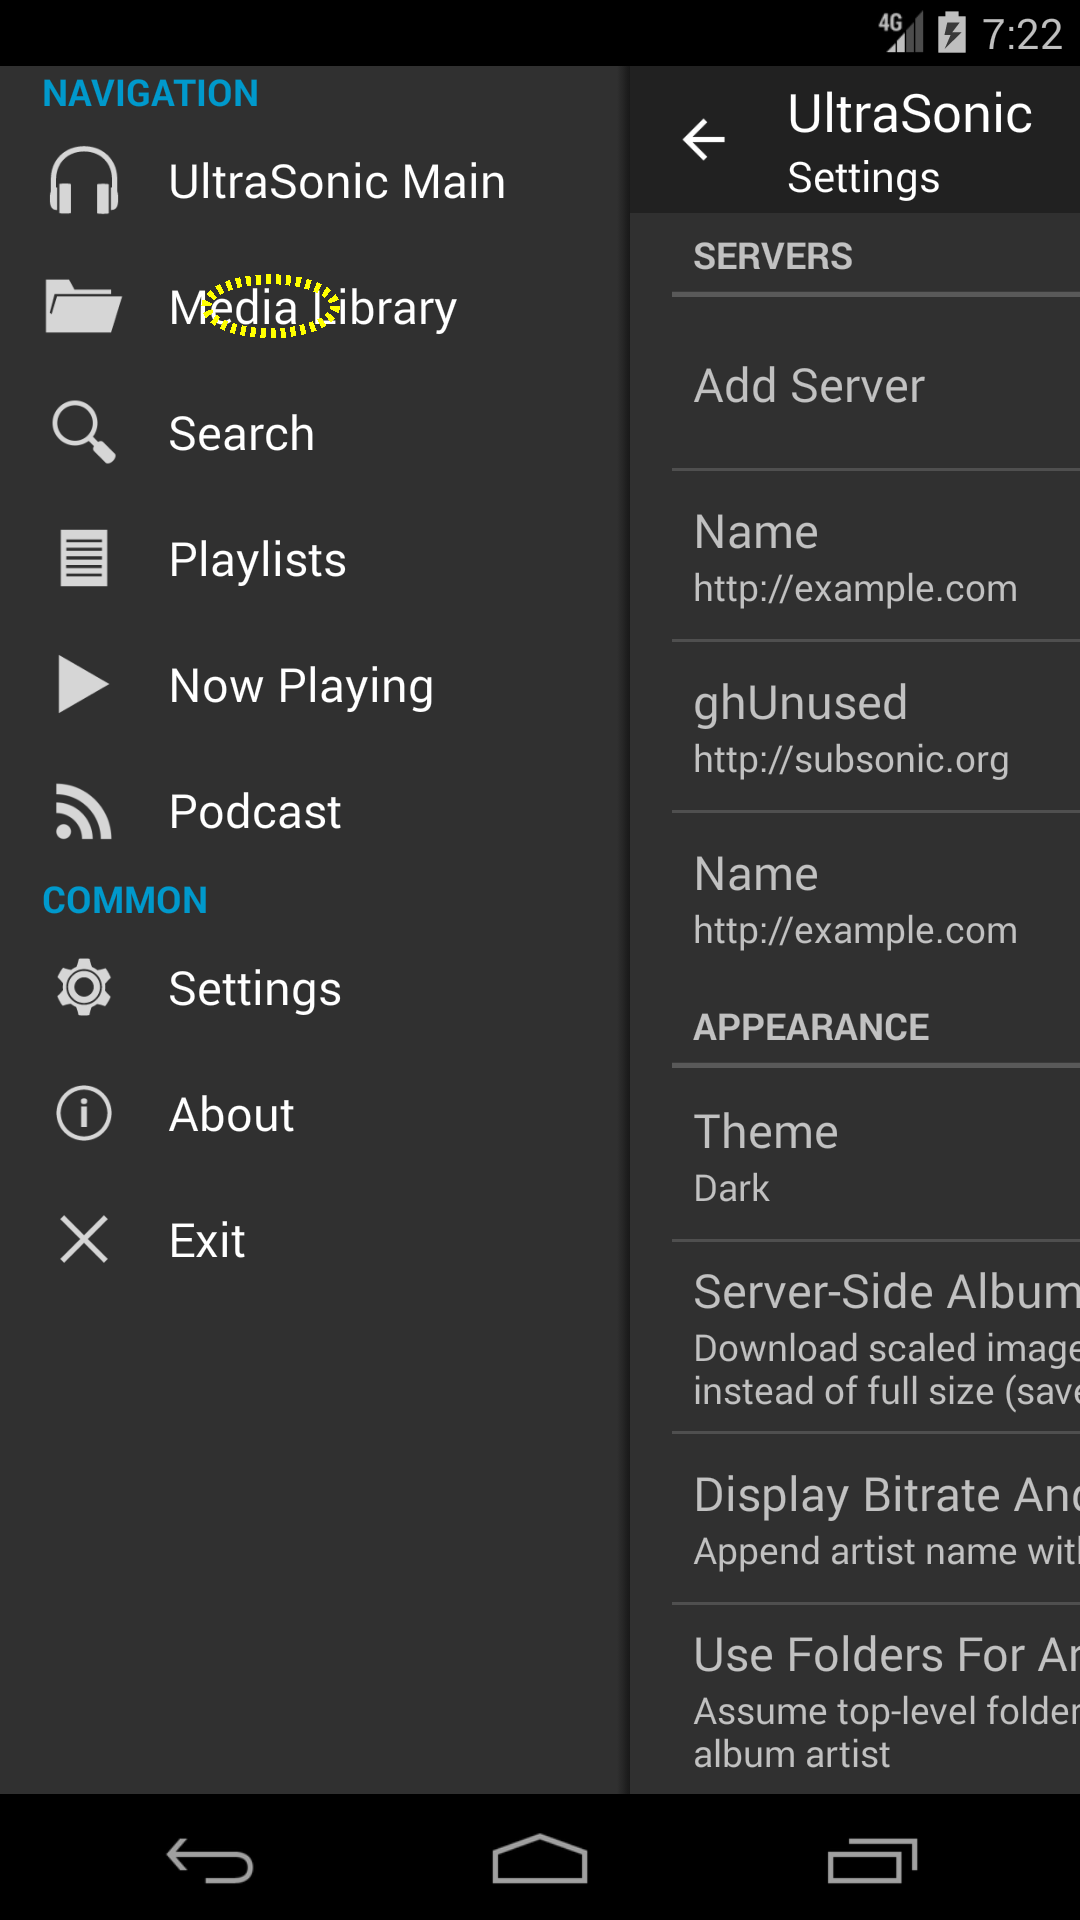 4G 7:22
NAVIGATION
UltraSonic Main
Media Library
Search
Playlists
Now Playing
Podcast
COMMON
Settings
About
Exit
UltraSonic
Settings
SERVERS
Add Server
Name
http://example.com
ghUnused
http://subsonic.org
Name
http://example.com
APPEARANCE
Theme
Dark
Server-Side Album
Download scaled image
instead of full size (save
Display Bitrate And
Append artist name with
Use Folders For Ar
Assume top-level folder
album artist